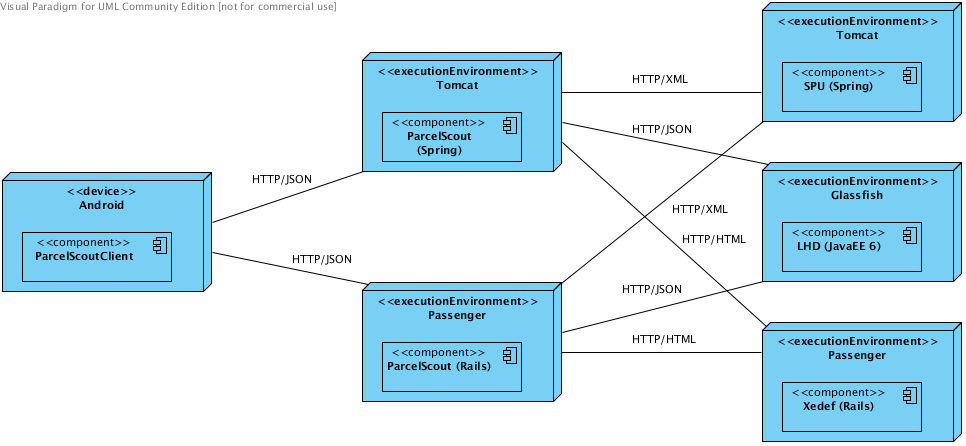 Visual Paradigm for UML Community Edition [not for commercial use]
<<device>>
Android
<<component>>
ParcelScoutClient
HTTP/JSON
HTTP/JSON
<<executionEnvironment>>
Tomcat
<<component>>
ParcelScout
(Spring)
<<executionEnvironment>>
Passenger
<<component>>
ParcelScout (Rails)
HTTP/XML
HTTP/JSON
HTTP/XML
HTTP/HTML
HTTP/JSON
HTTP/HTML
<<executionEnvironment>>
Tomcat
<<component>>
SPU (Spring)
<<executionEnvironment>>
Glassfish
<<component>>
LHD (JavaEE 6)
<<executionEnvironment>>
Passenger
<<component>>
Xedef (Rails)